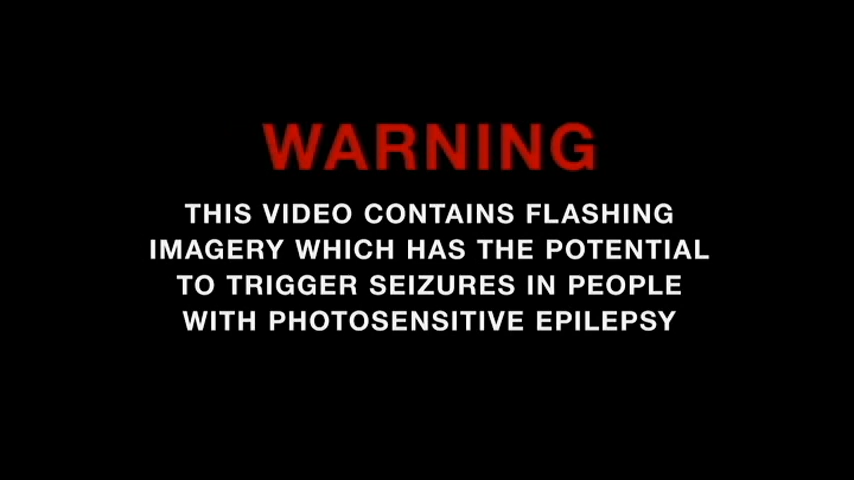 WARNING
THIS VIDEO CONTAINS FLASHING
IMAGERY WHICH HAS THE POTENTIAL
TO TRIGGER SEIZURES IN PEOPLE
WITH PHOTOSENSITIVE EPILEPSY